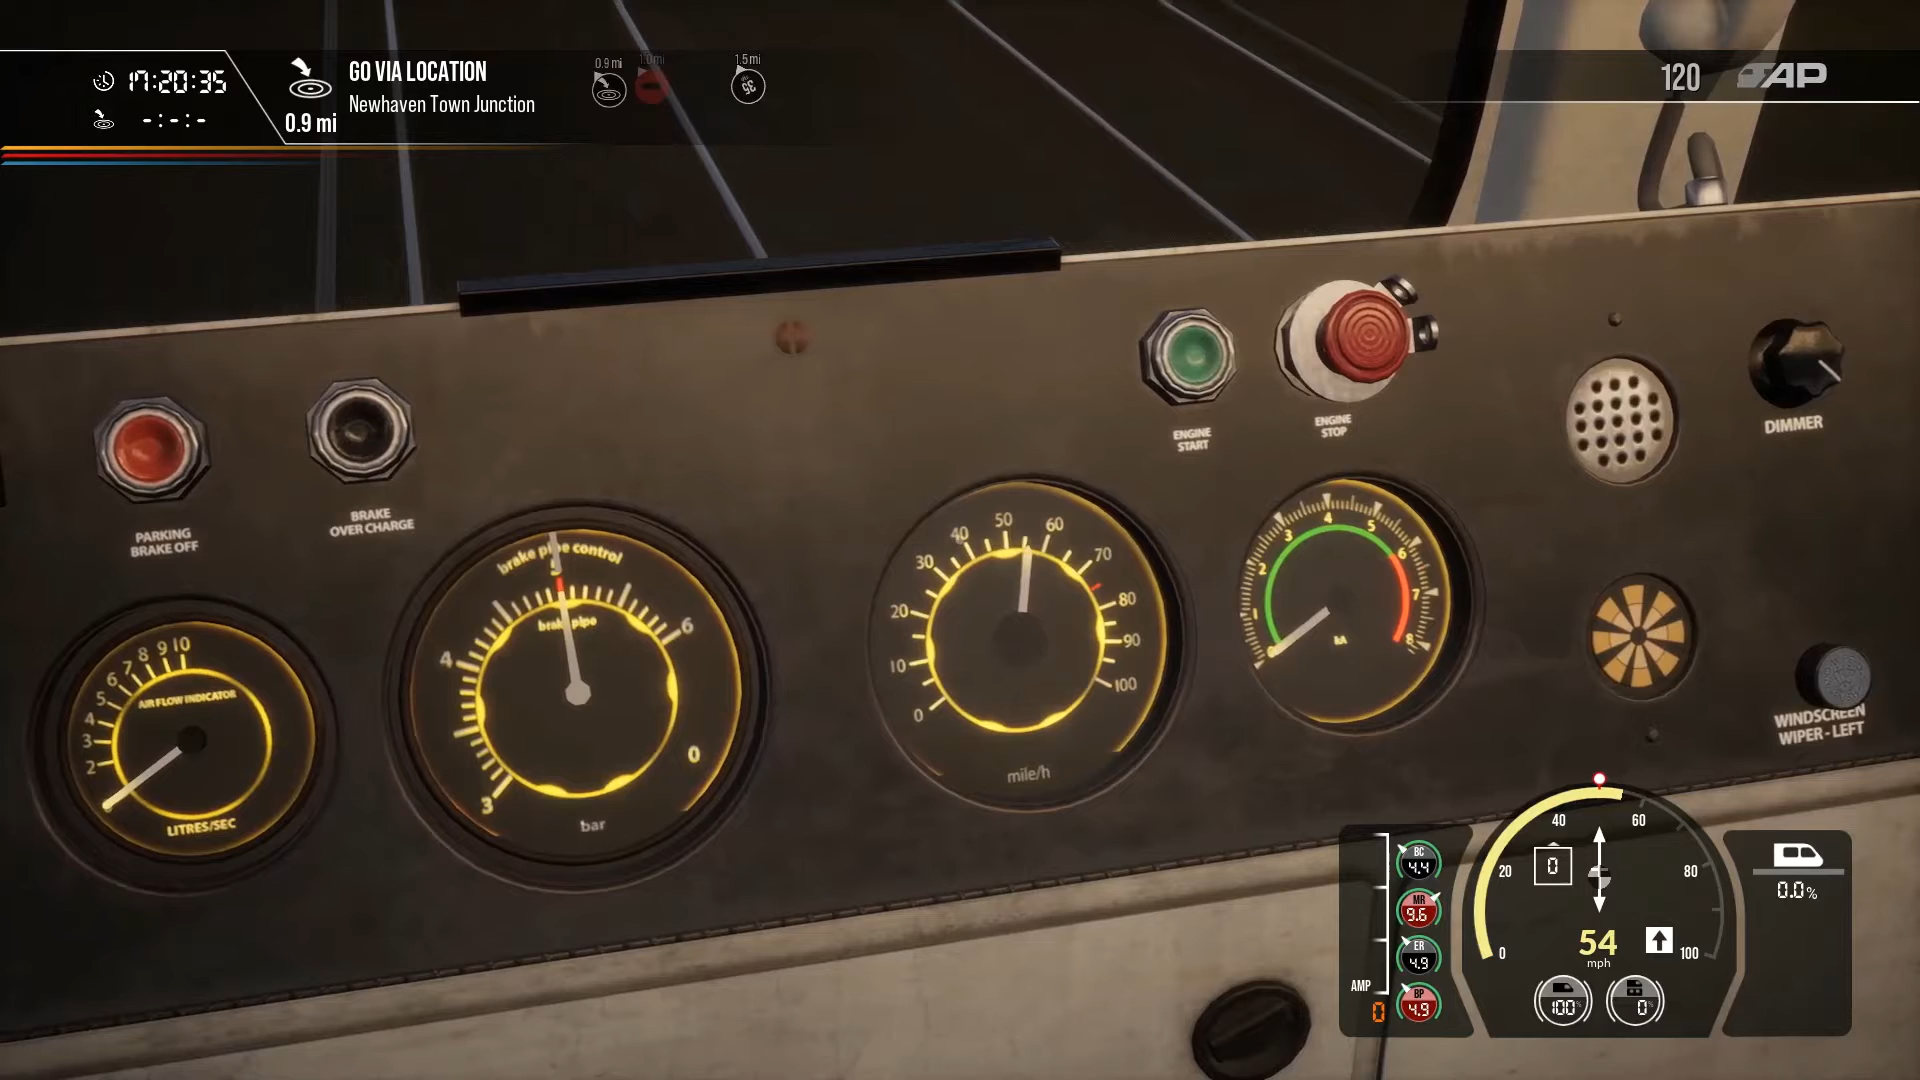 17:20:35
-:-:-
GO VIA LOCATION
Newhaven Town Junction
0.9 mi
0.9 mi
1.0mi
1.5mi
35
120
AP
ENGINE
START
ENGINE
STOP
DIMMER
PARKING
BRAKE OFF
BRAKE
OVER CHARGE
2 3 4 5 6 7 8 9 10
AIR FLOW INDICATOR
LITRES/SEC
brake pipe control
brake pipe
3 4 5 6 0
bar
0 10 20 30 40 50 60 70 80 90 100
mile/h
0 1 2 3 4 5 6 7 8
kA
WINDSCREEN
WIPER - LEFT
BC
4.4
MR
9.6
ER
4.9
BP
4.9
AMP
0
0 20 40 60 80 100
0
54
mph
100%
0%
0.0%